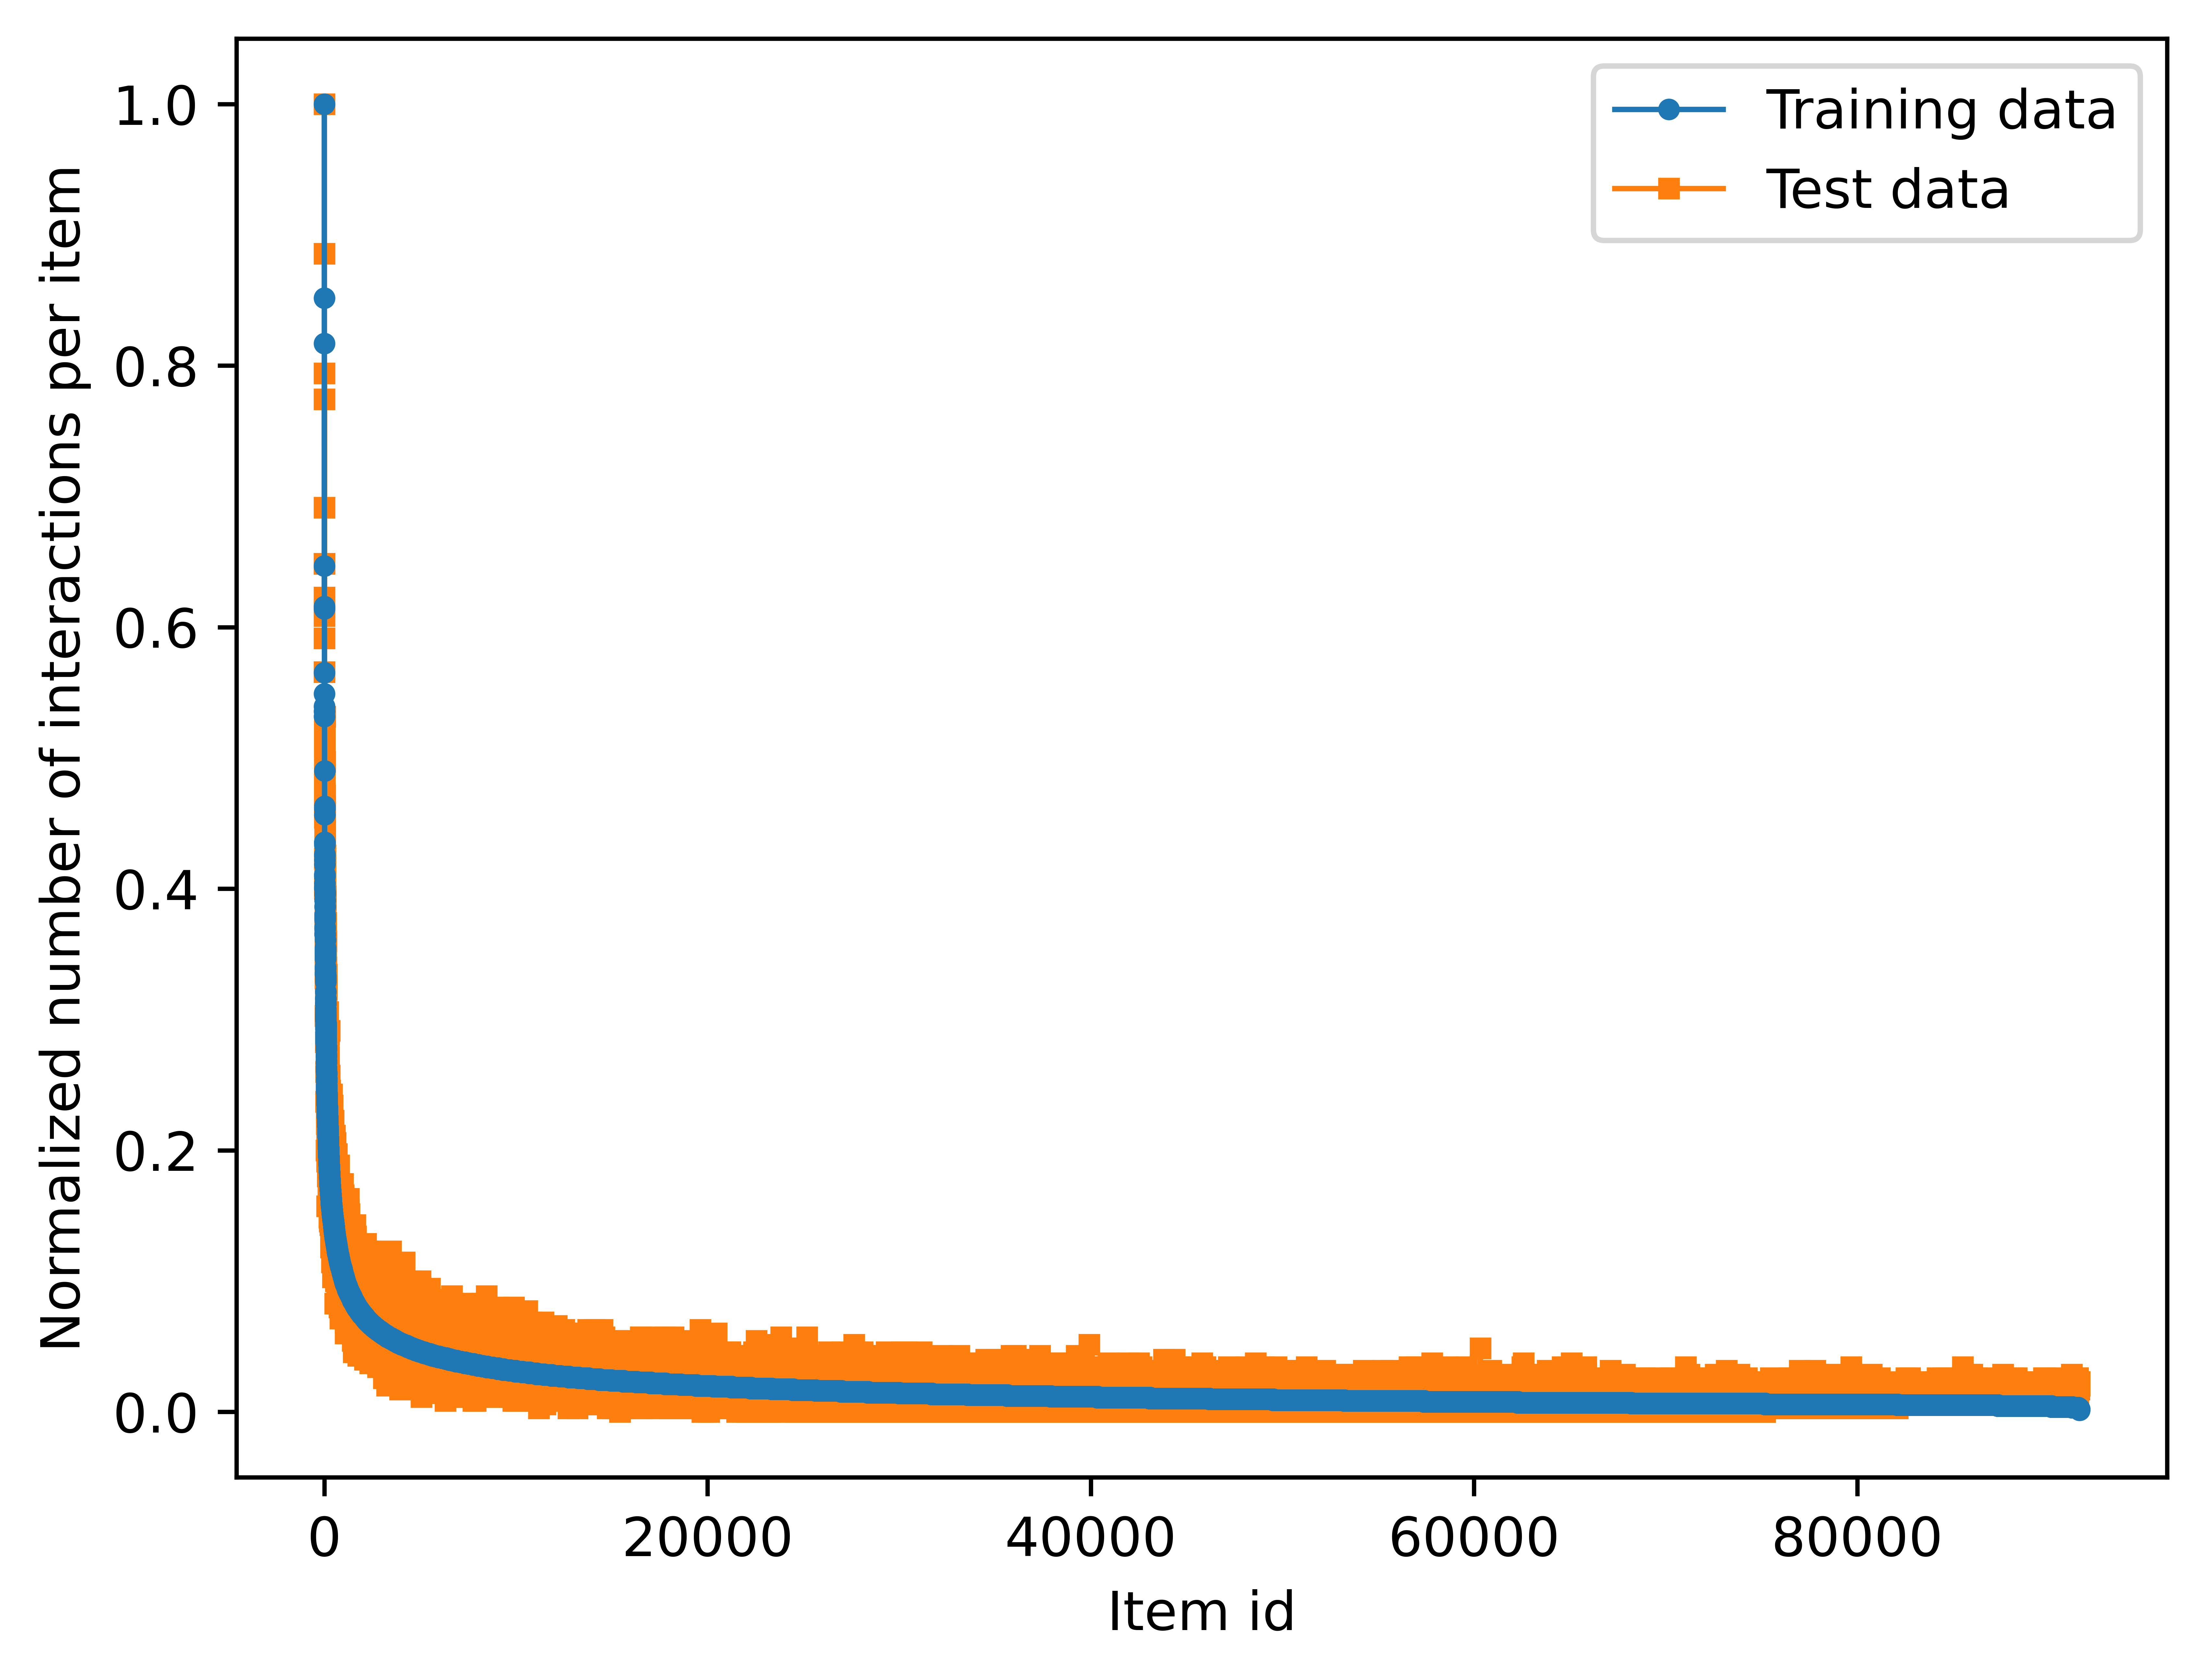 Training data
Test data
1.0
0.8
0.6
0.4
0.2
0.0
Normalized number of interactions per item
0 20000 40000 60000 80000
Item id